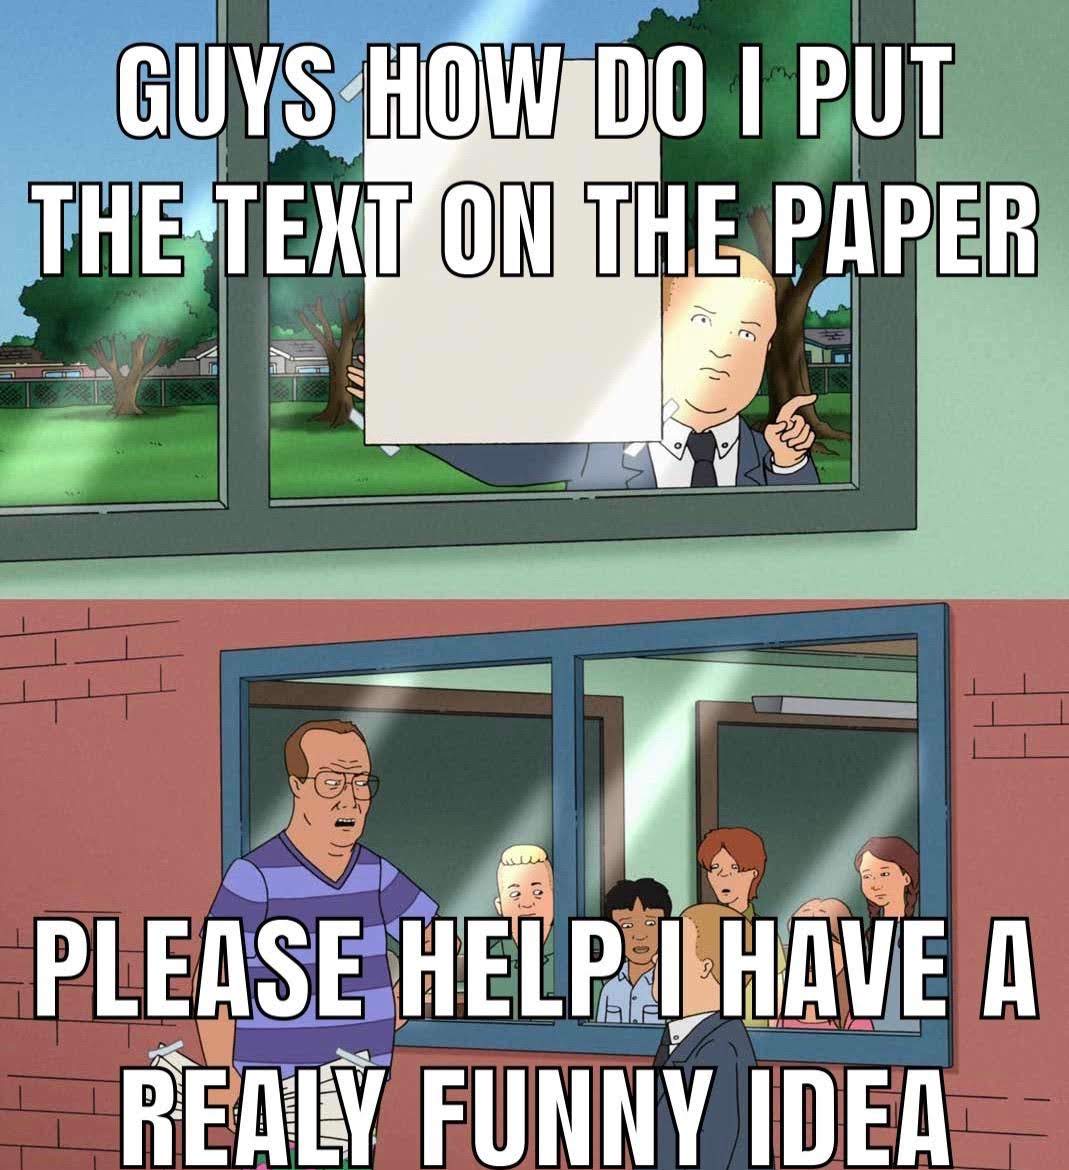 GUYS HOW DO I PUT
THE TEXT ON THE PAPER
PLEASE HELP I HAVE A
REALY FUNNY IDEA